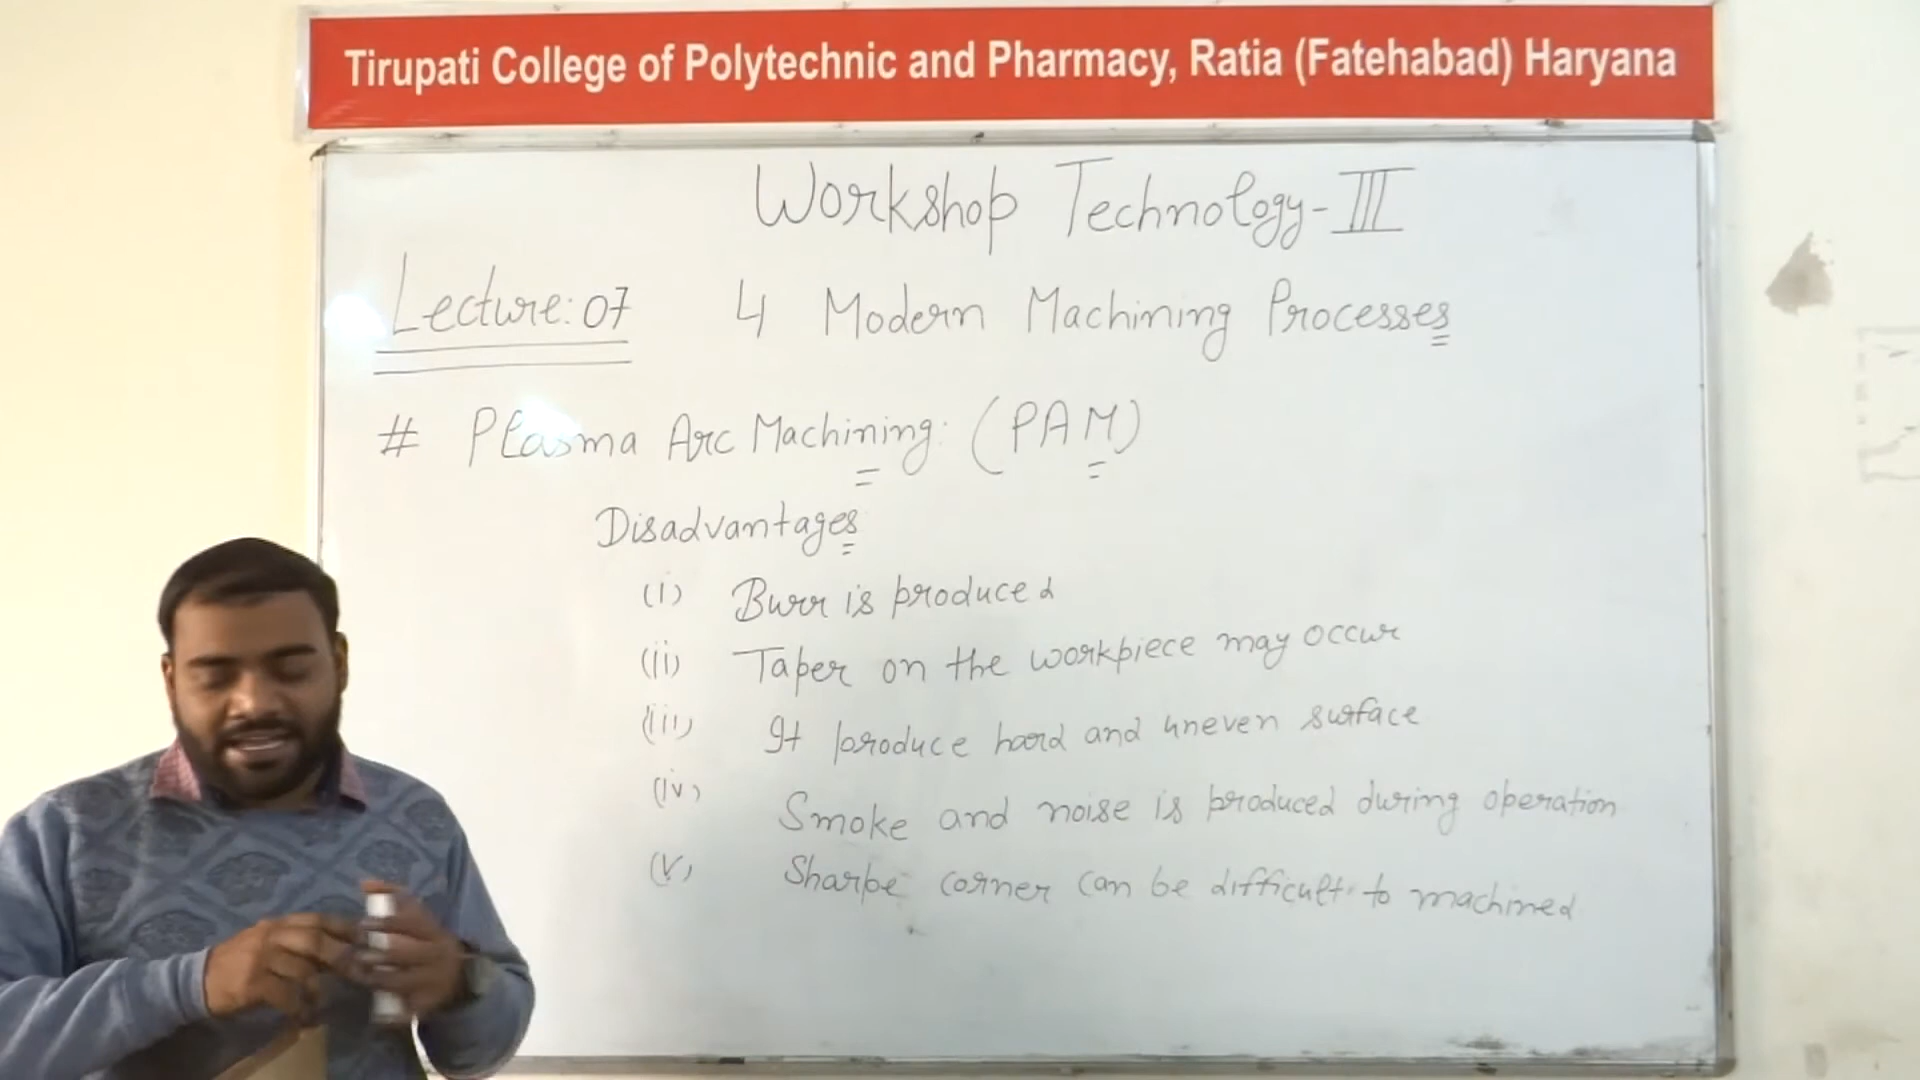 Tirupati College of Polytechnic and Pharmacy, Ratia (Fatehabad) Haryana
Workshop Technology-III
Lecture: 07 4 Modern Machining Processes
# Plasma Arc Machining: (PAM)
Disadvantages
(i) Burr is produced
(ii) Taper on the workpiece may occur
(iii) It produce hard and uneven surface
(iv) Smoke and noise is produced during operation
(v) Sharpe corner can be difficult to machined